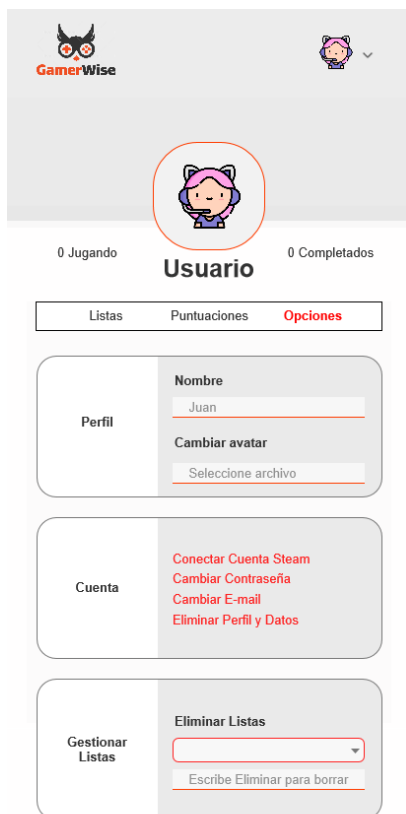 GamerWise
0 Jugando
0 Completados
Usuario
Listas Puntuaciones Opciones
Perfil
Nombre
Juan
Cambiar avatar
Seleccione archivo
Cuenta
Conectar Cuenta Steam
Cambiar Contraseña
Cambiar E-mail
Eliminar Perfil y Datos
Gestionar
Listas
Eliminar Listas
Escribe Eliminar para borrar